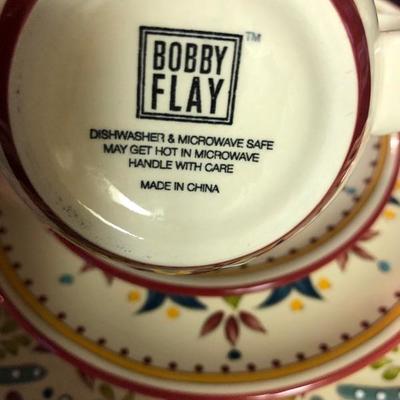 BOBBY
FLAY
™
DISHWASHER & MICROWAVE SAFE
MAY GET HOT IN MICROWAVE
HANDLE WITH CARE
MADE IN CHINA